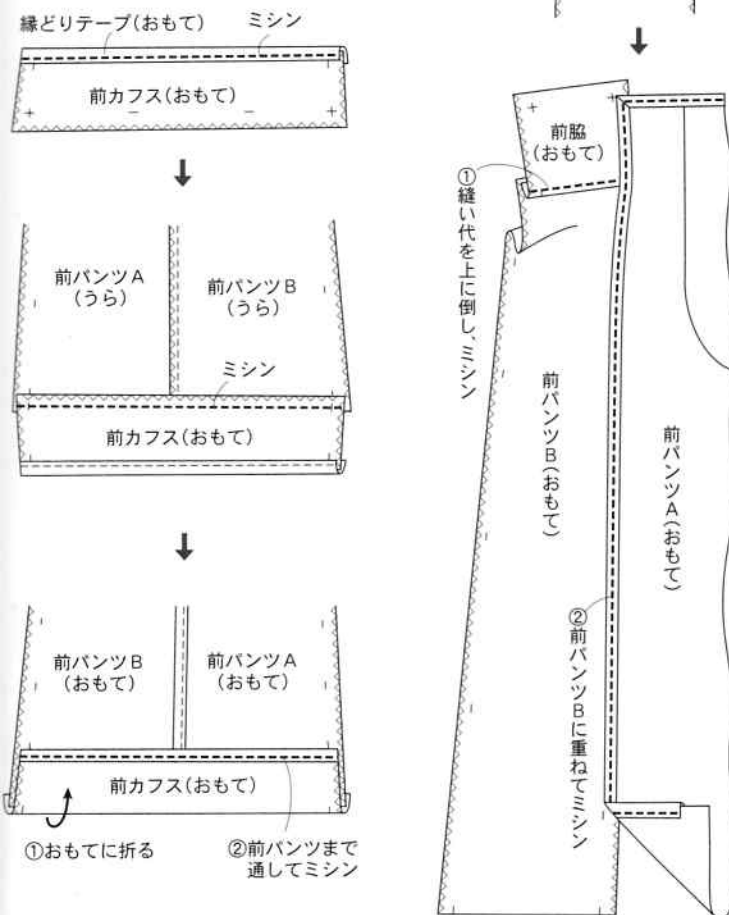 縁どりテープ(おもて)
ミシン
前カフス(おもて)
前パンツA
(うら)
前パンツB
(うら)
ミシン
前カフス(おもて)
前パンツB
(おもて)
前パンツA
(おもて)
前カフス(おもて)
①おもてに折る
②前パンツまで
通してミシン
前脇
(おもて)
①縫い代を上に倒し、ミシン
前パンツB(おもて)
前パンツA(おもて)
②前パンツBに重ねてミシン